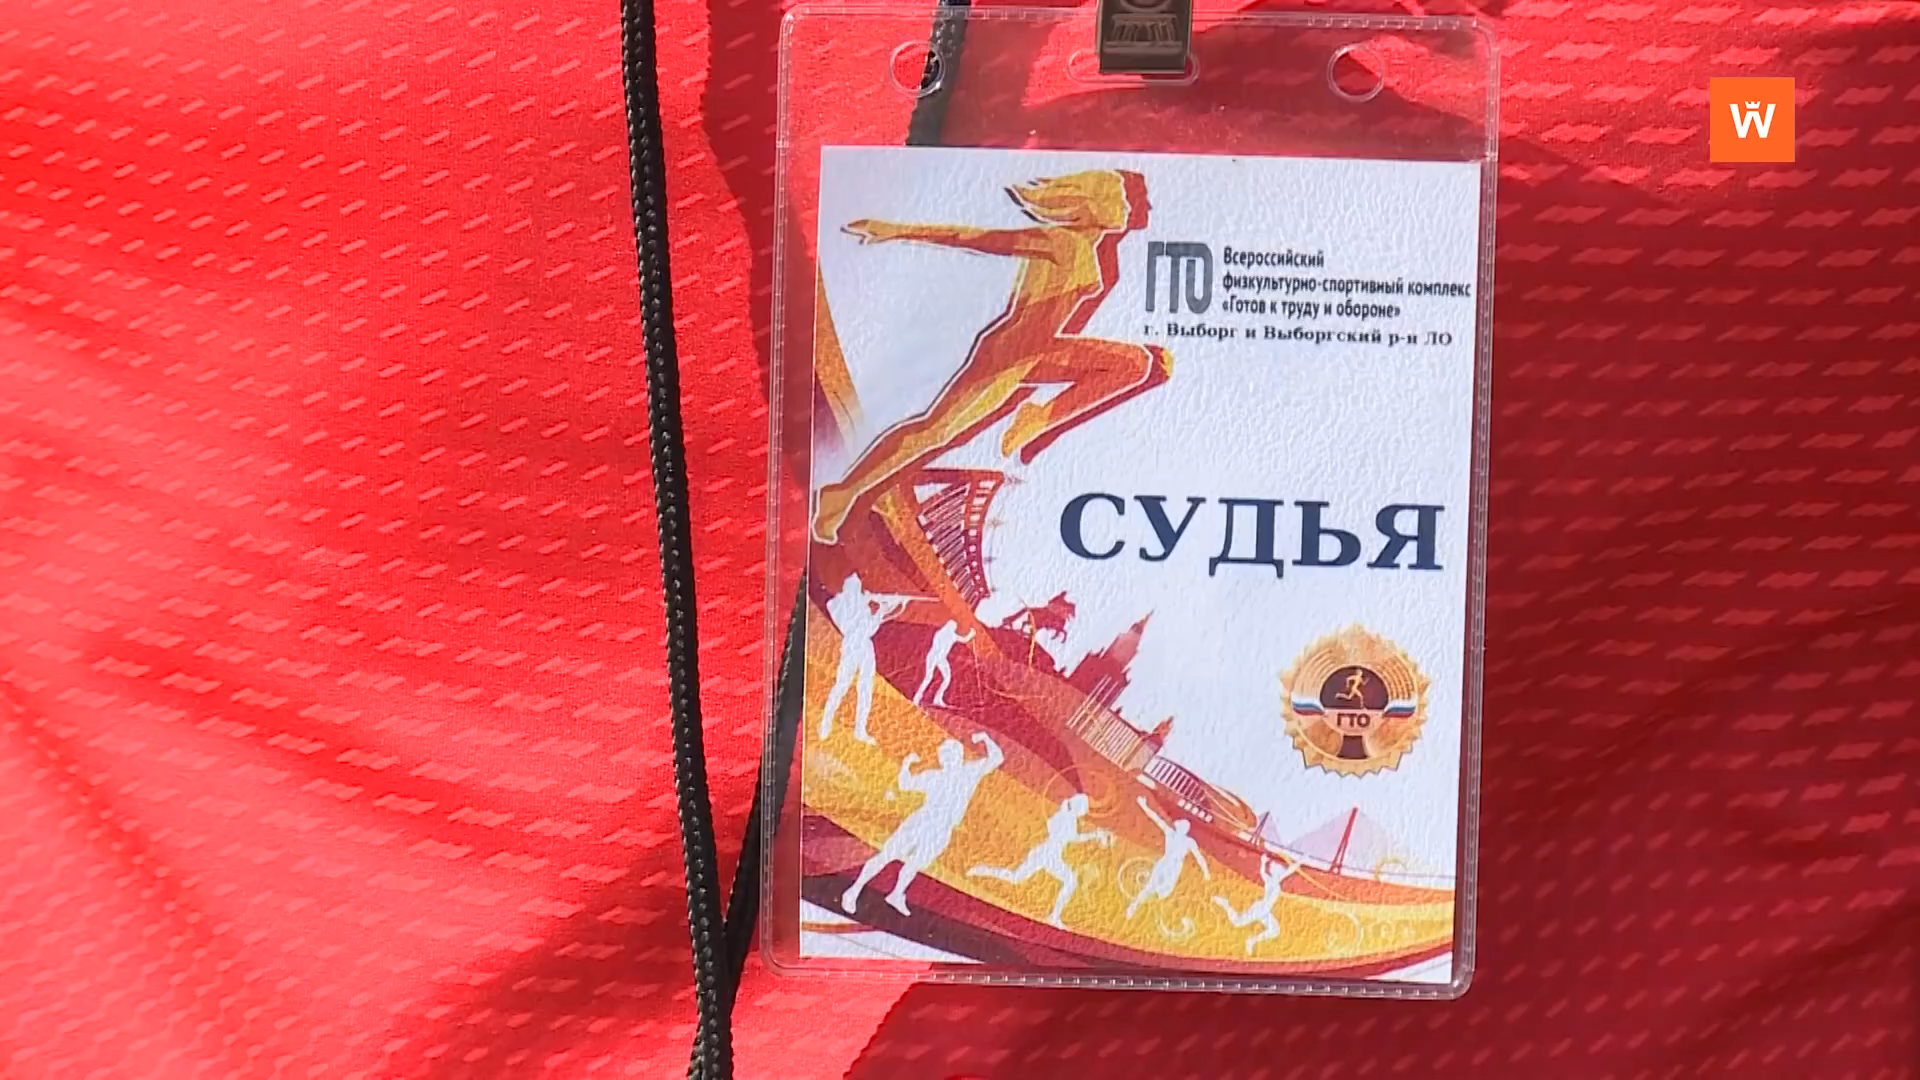 W
ГТО
Всероссийский
физкультурно-спортивный комплекс
«Готов к труду и обороне»
г. Выборг и Выборгский р-н ЛО
СУДЬЯ
ГТО